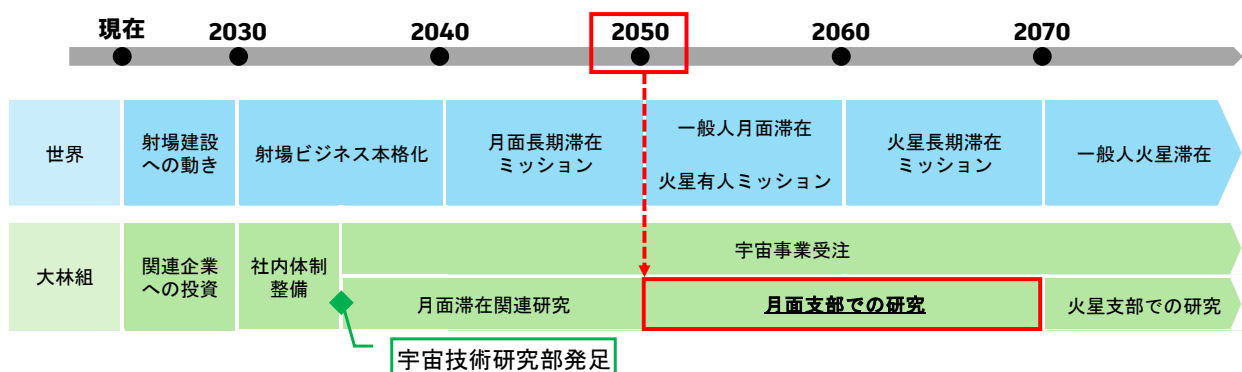 現在 2030 2040 2050 2060 2070
世界
射場建設
への動き
射場ビジネス本格化
月面長期滞在
ミッション
一般人月面滞在
火星有人ミッション
火星長期滞在
ミッション
一般人火星滞在
大林組
関連企業
への投資
社内体制
整備
宇宙事業受注
月面滞在関連研究
月面支部での研究
火星支部での研究
宇宙技術研究部発足